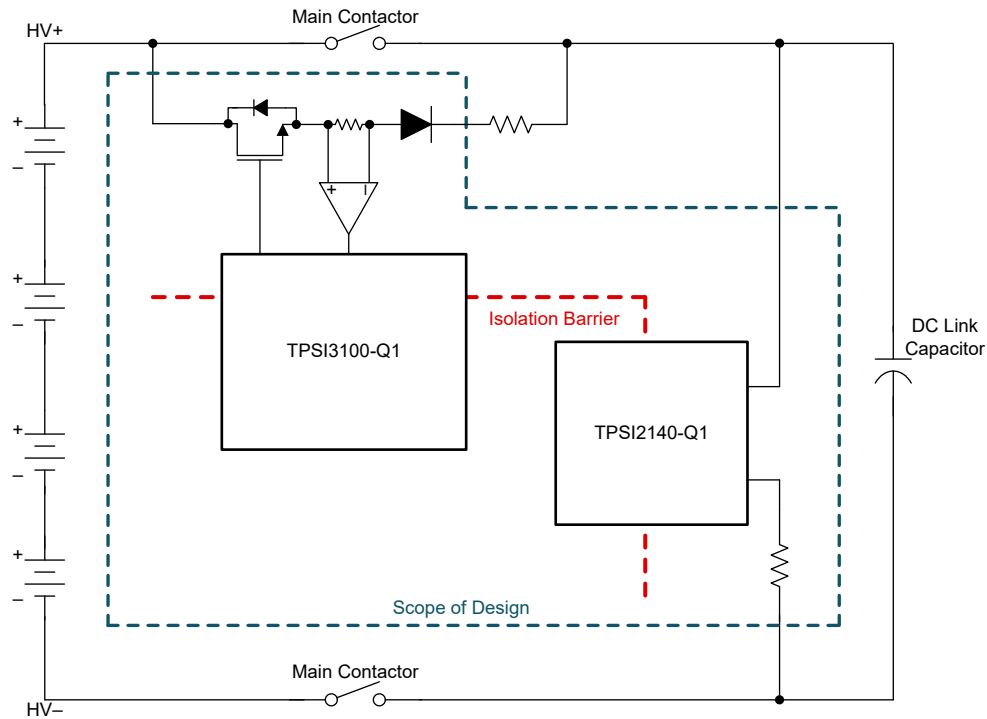 Main Contactor
HV+
+
–
+ –
TPSI3100-Q1
+
–
Isolation Barrier
DC Link
Capacitor
TPSI2140-Q1
+
–
+
–
Scope of Design
Main Contactor
HV–